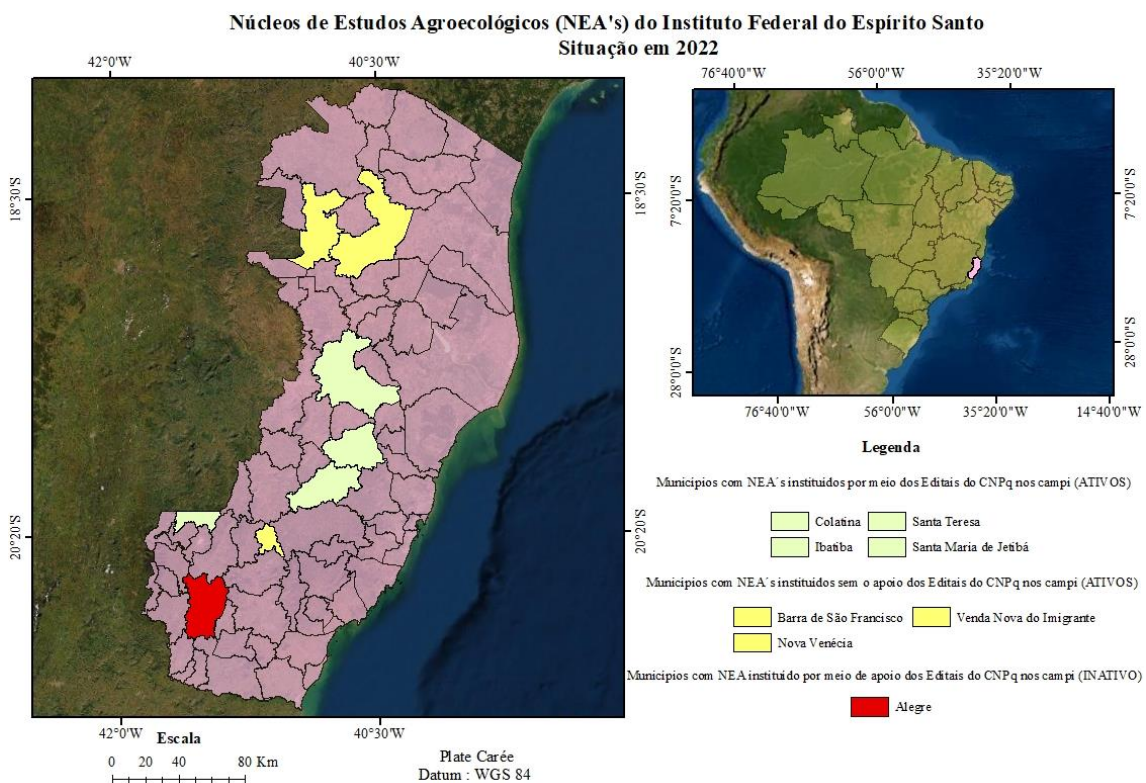 Núcleos de Estudos Agroecológicos (NEA's) do Instituto Federal do Espírito Santo
Situação em 2022
42°0'W
40°30'W
18°30'S
20°20'S
18°30'S
20°20'S
42°0'W
40°30'W
Escala
0 20 40 80 Km
Plate Carée
Datum : WGS 84
76°40'0"W
56°0'0"W
35°20'0"W
7°20'0"S
28°0'0"S
7°20'0"S
28°0'0"S
76°40'0"W
56°0'0"W
35°20'0"W
14°40'0"W
Legenda
Municipios com NEA´s instituídos por meio dos Editais do CNPq nos campi (ATIVOS)
Colatina
Santa Teresa
Ibatiba
Santa Maria de Jetibá
Municipios com NEA´s instituídos sem o apoio dos Editais do CNPq nos campi (ATIVOS)
Barra de São Francisco
Venda Nova do Imigrante
Nova Venécia
Municipios com NEA instituído por meio de apoio dos Editais do CNPq nos campi (INATIVO)
Alegre